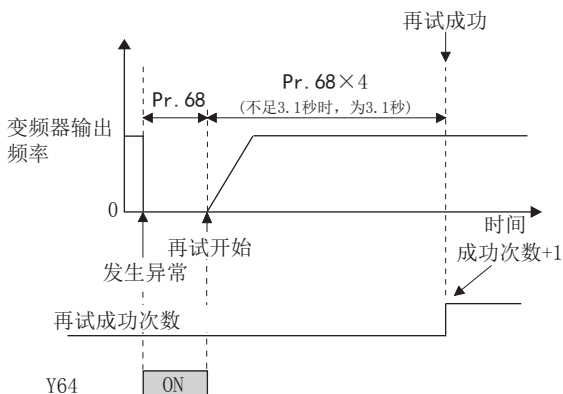 再试成功
Pr.68×4
Pr.68
(不足3.1秒时，为3.1秒)
变频器输出
频率
0
时间
再试开始
成功次数+1
发生异常
再试成功次数
Y64
ON